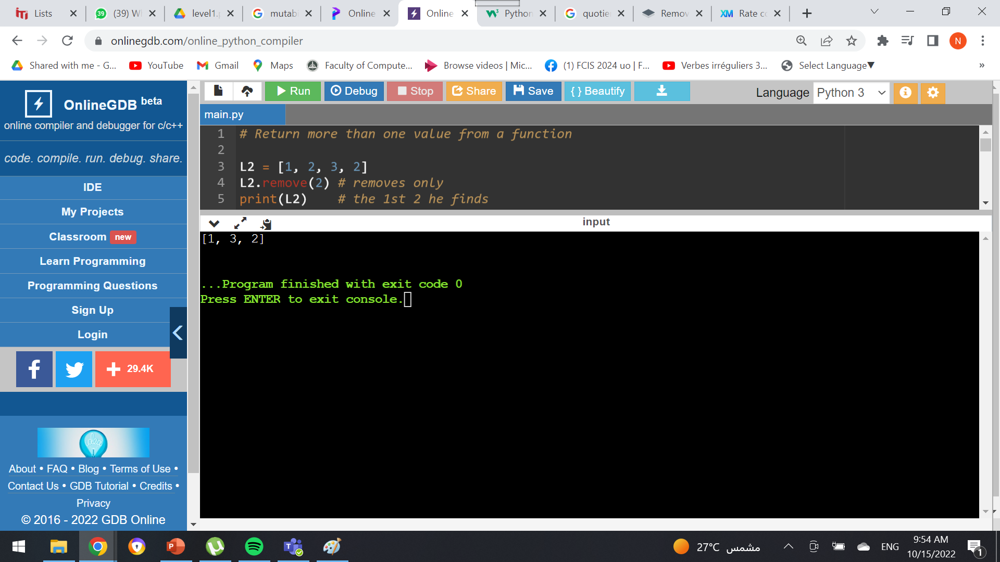 Lists
(39) W
level1.
mutab
Online
Online
Python
quotie
Remov
XM Rate c
onlinegdb.com/online_python_compiler
N
Shared with me - G...
YouTube
Gmail
Maps
Faculty of Compute...
Browse videos | Mic...
(1) FCIS 2024 uo | F...
Verbes irréguliers 3...
Select Language▼
»
OnlineGDB beta
online compiler and debugger for c/c++
code. compile. run. debug. share.
IDE
My Projects
Classroom new
Learn Programming
Programming Questions
Sign Up
Login
29.4K
idea
About • FAQ • Blog • Terms of Use •
Contact Us • GDB Tutorial • Credits •
Privacy
© 2016 - 2022 GDB Online
Run
Debug
Stop
Share
Save
{ } Beautify
Language Python 3
main.py
1 # Return more than one value from a function
2
3 L2 = [1, 2, 3, 2]
4 L2.remove(2) # removes only
5 print(L2)    # the 1st 2 he finds
input
[1, 3, 2]
...Program finished with exit code 0
Press ENTER to exit console.
27°C مشمس
ENG
9:54 AM
10/15/2022
1